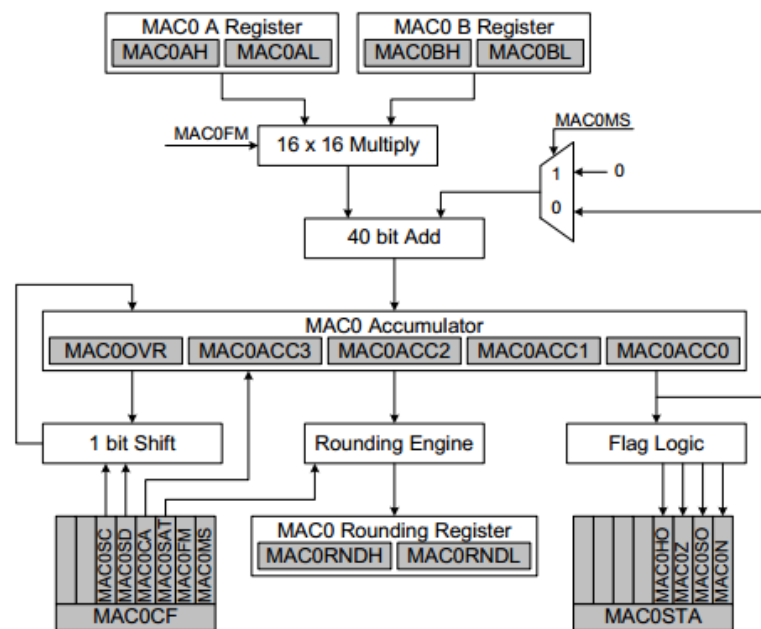 MAC0 A Register
MAC0 B Register
MAC0AH MAC0AL
MAC0BH MAC0BL
MAC0FM
16 x 16 Multiply
MAC0MS
1
0
0
40 bit Add
MAC0 Accumulator
MAC0OVR MAC0ACC3 MAC0ACC2 MAC0ACC1 MAC0ACC0
1 bit Shift
Rounding Engine
Flag Logic
MAC0SC
MAC0SD
MAC0CA
MAC0SAT
MAC0FM
MAC0MS
MAC0CF
MAC0 Rounding Register
MAC0RNDH MAC0RNDL
MAC0HO
MAC0Z
MAC0SO
MAC0N
MAC0STA